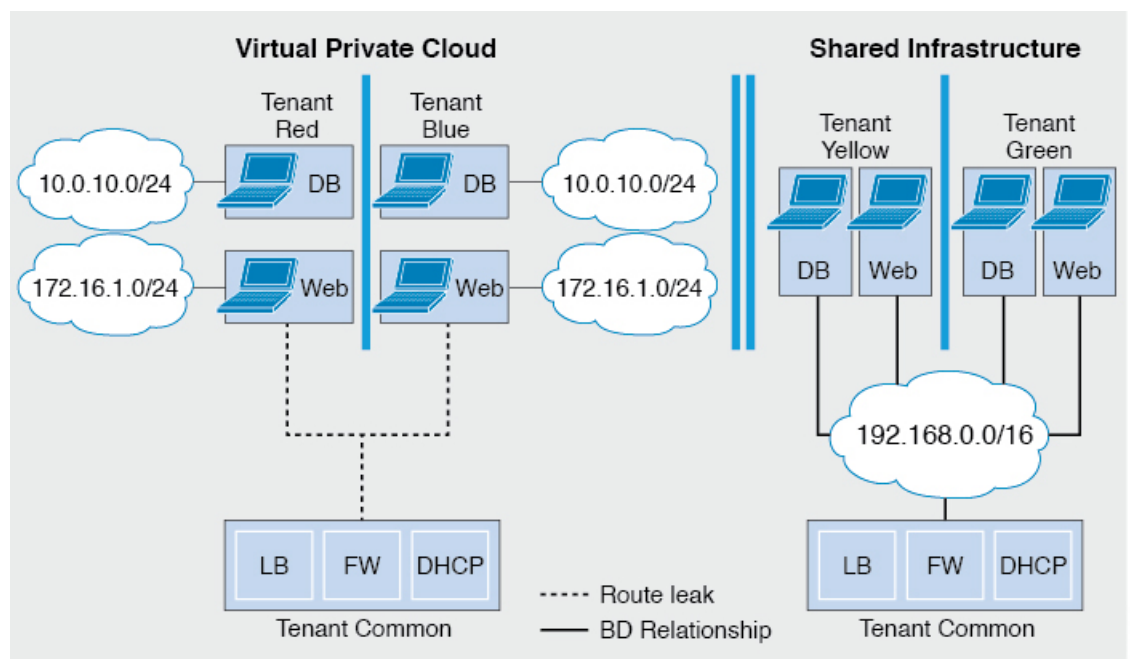 Virtual Private Cloud
Tenant
Red
Tenant
Blue
10.0.10.0/24
DB
DB
10.0.10.0/24
172.16.1.0/24
Web
Web
172.16.1.0/24
LB
FW
DHCP
Tenant Common
Shared Infrastructure
Tenant
Yellow
Tenant
Green
DB
Web
DB
Web
192.168.0.0/16
LB
FW
DHCP
Tenant Common
Route leak
BD Relationship